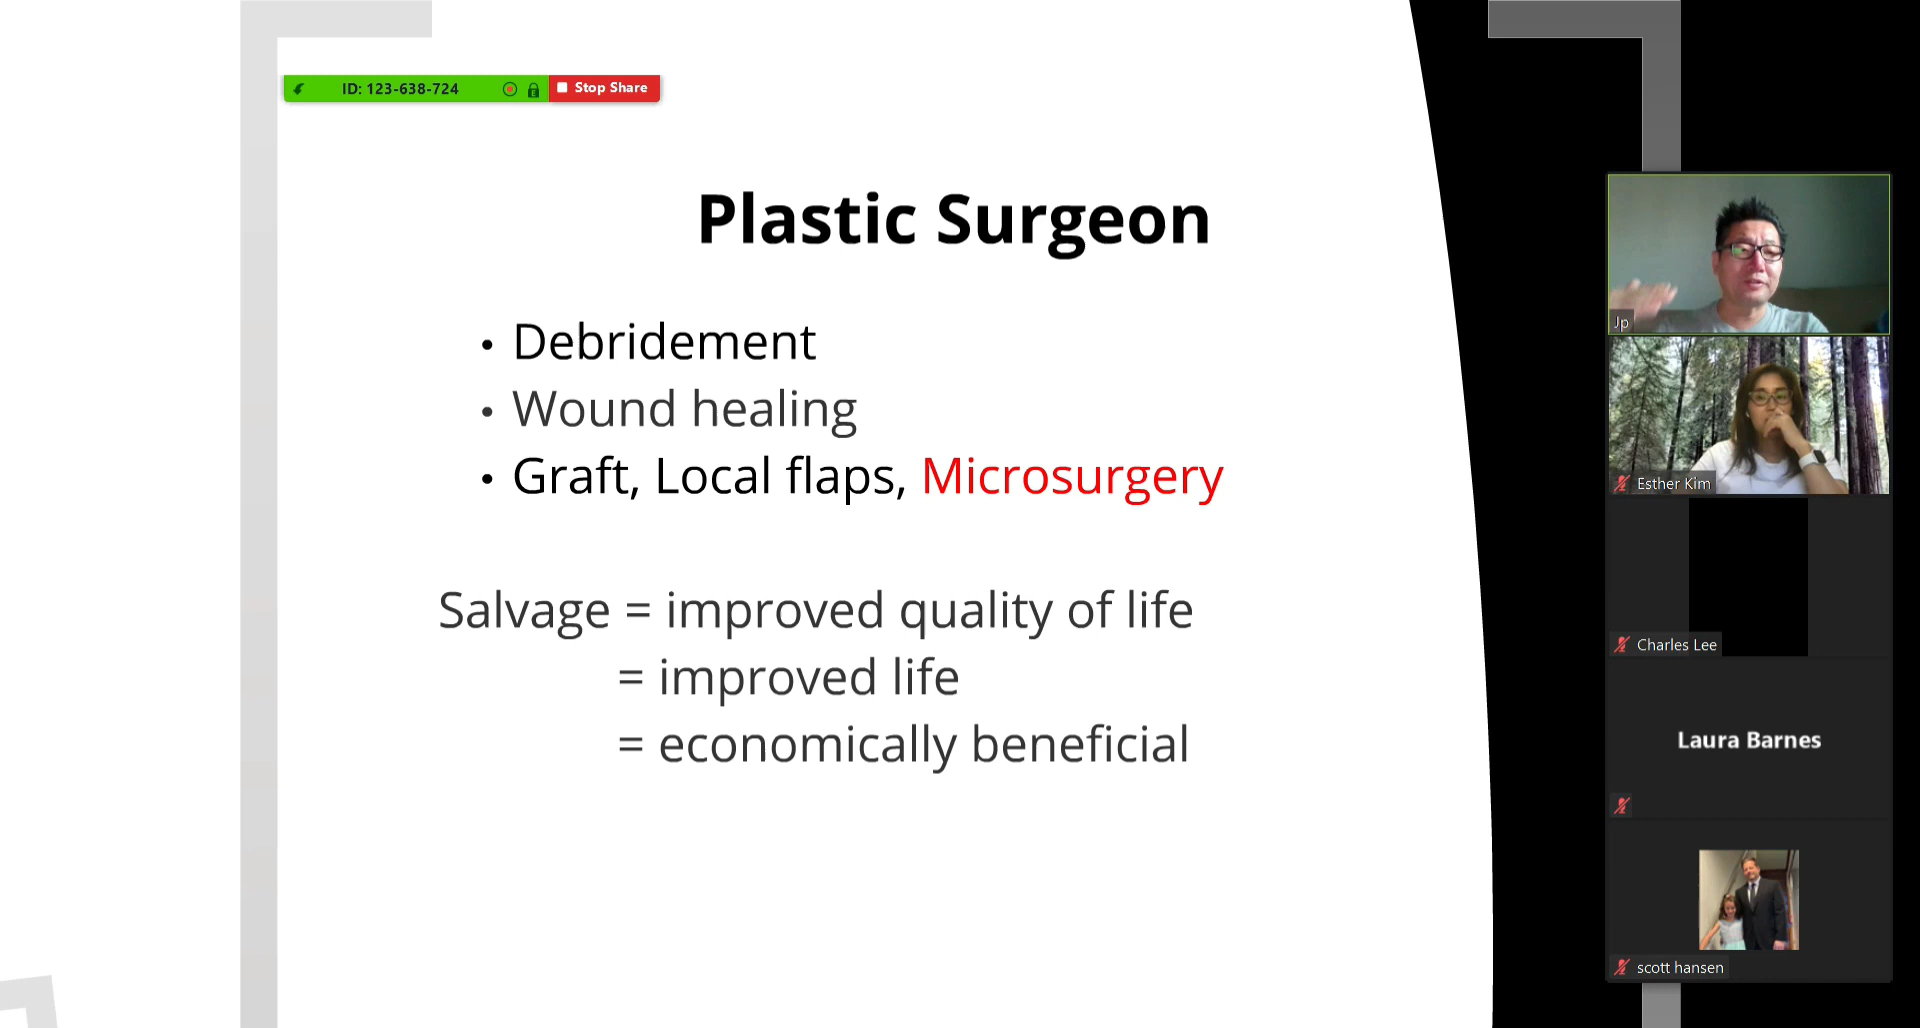 ID: 123-638-724
Stop Share
Plastic Surgeon
• Debridement
• Wound healing
• Graft, Local flaps, Microsurgery
Salvage = improved quality of life
= improved life
= economically beneficial
Jp
Esther Kim
Charles Lee
Laura Barnes
scott hansen